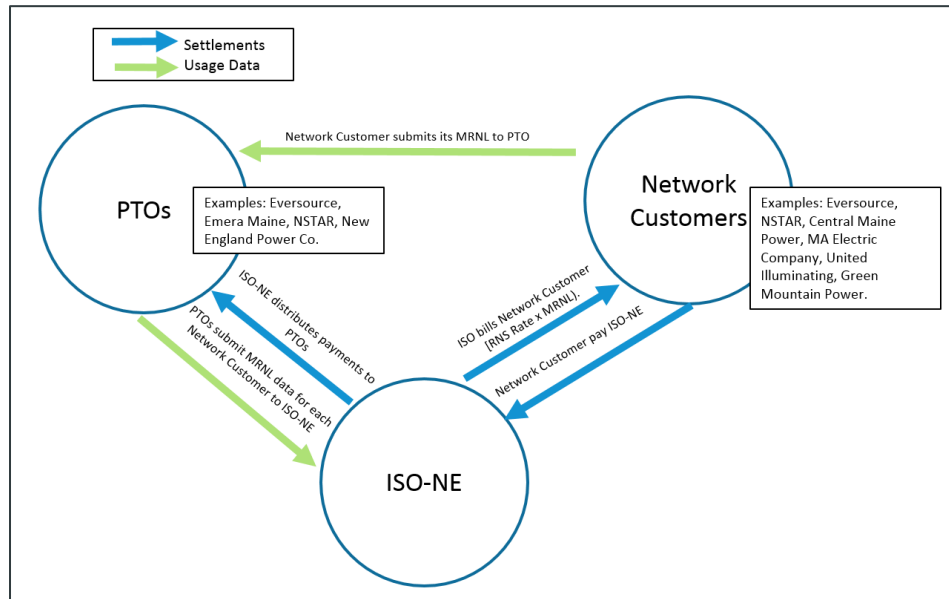 Settlements
Usage Data
Network Customer submits its MRNL to PTO
PTOs
Examples: Eversource,
Emera Maine, NSTAR, New
England Power Co.
Network
Customers
Examples: Eversource,
NSTAR, Central Maine
Power, MA Electric
Company, United
Illuminating, Green
Mountain Power.
ISO-NE distributes payments to
PTOs
PTOs submit MRNL data for each
Network Customer to ISO-NE
ISO bills Network Customer
[RNS Rate x MRNL).
Network Customer pay ISO-NE
ISO-NE